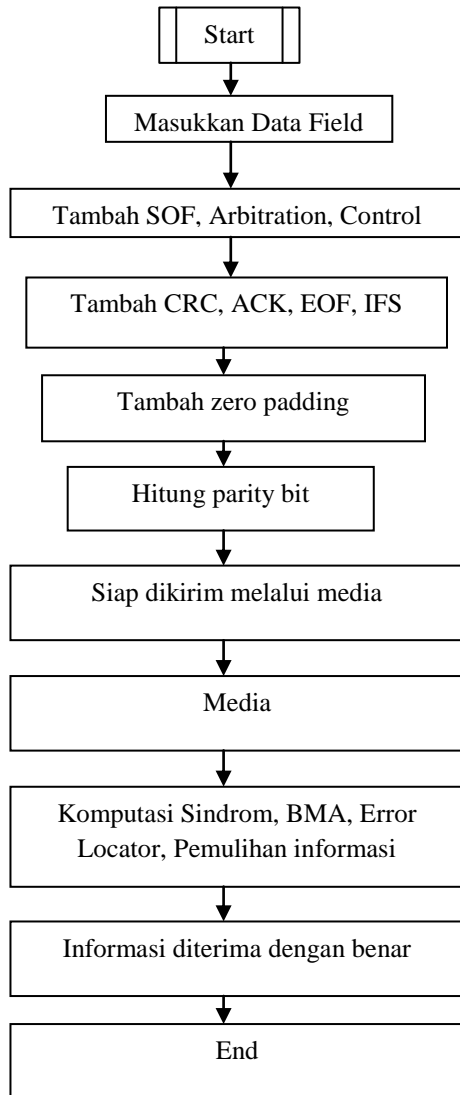 Start
Masukkan Data Field
Tambah SOF, Arbitration, Control
Tambah CRC, ACK, EOF, IFS
Tambah zero padding
Hitung parity bit
Siap dikirim melalui media
Media
Komputasi Sindrom, BMA, Error
Locator, Pemulihan informasi
Informasi diterima dengan benar
End